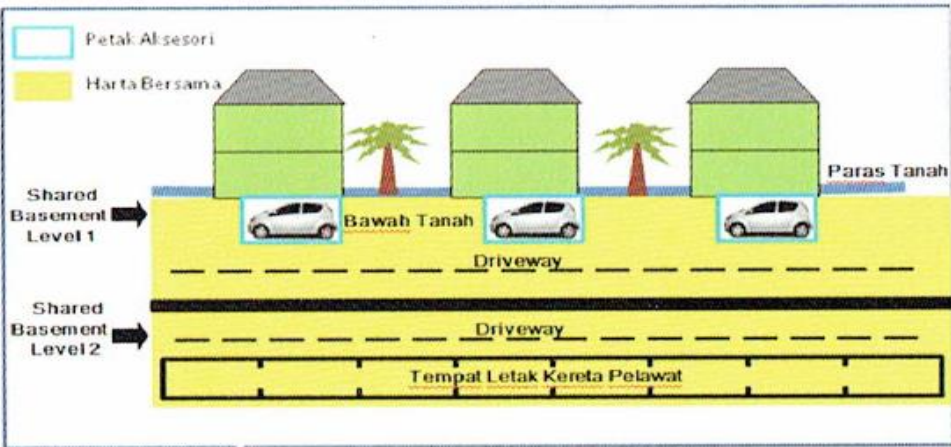 Petak Aksesori
Harta Bersama
Paras Tanah
Shared
Basement
Level 1
Bawah Tanah
Driveway
Shared
Basement
Level 2
Driveway
Tempat Letak Kereta Pelawat